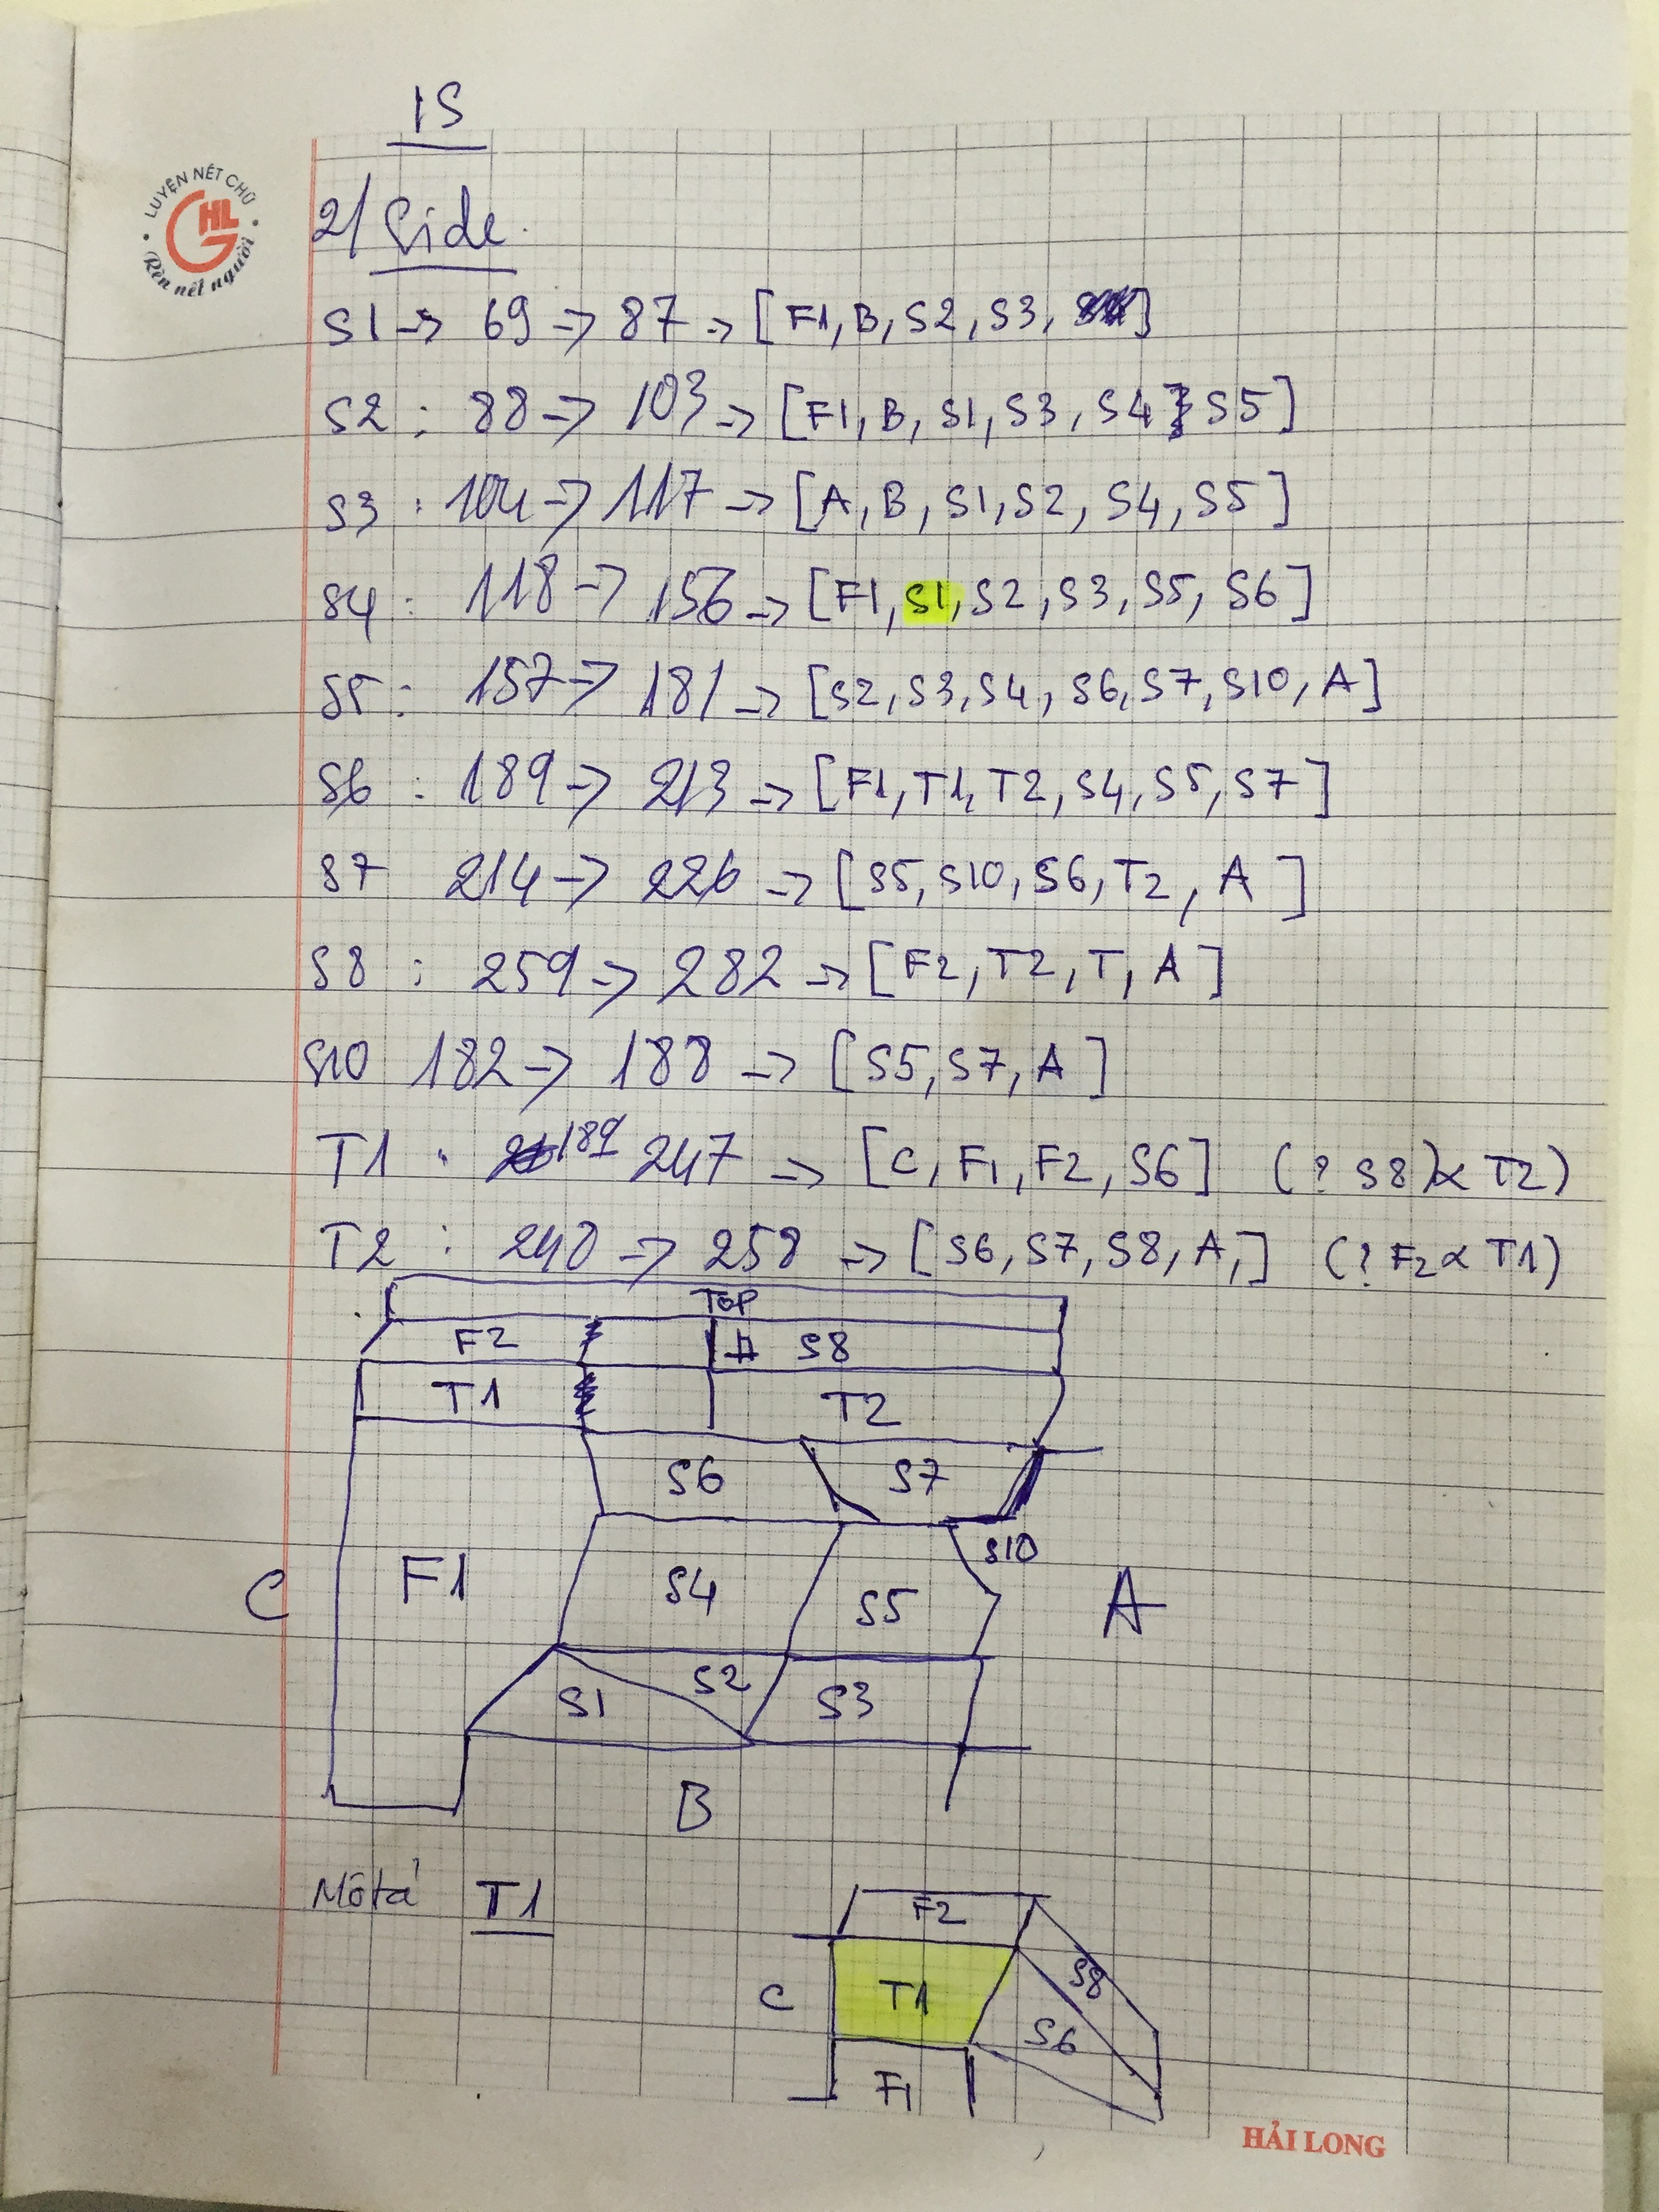 1S
LUYỆN NÉT CHỮ
HL
Rèn nết người
2/ Side.
S1 -> 69 -> 87 -> [F1, B, S2, S3, ]
S2 : 88 -> 103 -> [F1, B, S1, S3, S4, S5]
S3 : 104 -> 117 -> [A, B, S1, S2, S4, S5]
S4 : 118 -> 156 -> [F1, S1, S2, S3, S5, S6]
S5 : 157 -> 181 -> [S2, S3, S4, S6, S7, S10, A]
S6 : 189 -> 213 -> [F1, T1, T2, S4, S5, S7]
S7 214 -> 226 -> [S5, S10, S6, T2, A ]
S8 : 259 -> 282 -> [F2, T2, T, A ]
S10 182 -> 188 -> [S5, S7, A ]
T1 : 189 247 -> [C, F1, F2, S6] (? S8 & T2)
T2 : 240 -> 258 -> [S6, S7, S8, A,] (? F2 & T1)
TOP
F2 S8
T1 T2
S6 S7
S10
C F1 S4 S5 A
S1 S2 S3
B
Mô tả T1
F2
C T1 S8
S6
F1
HẢI LONG